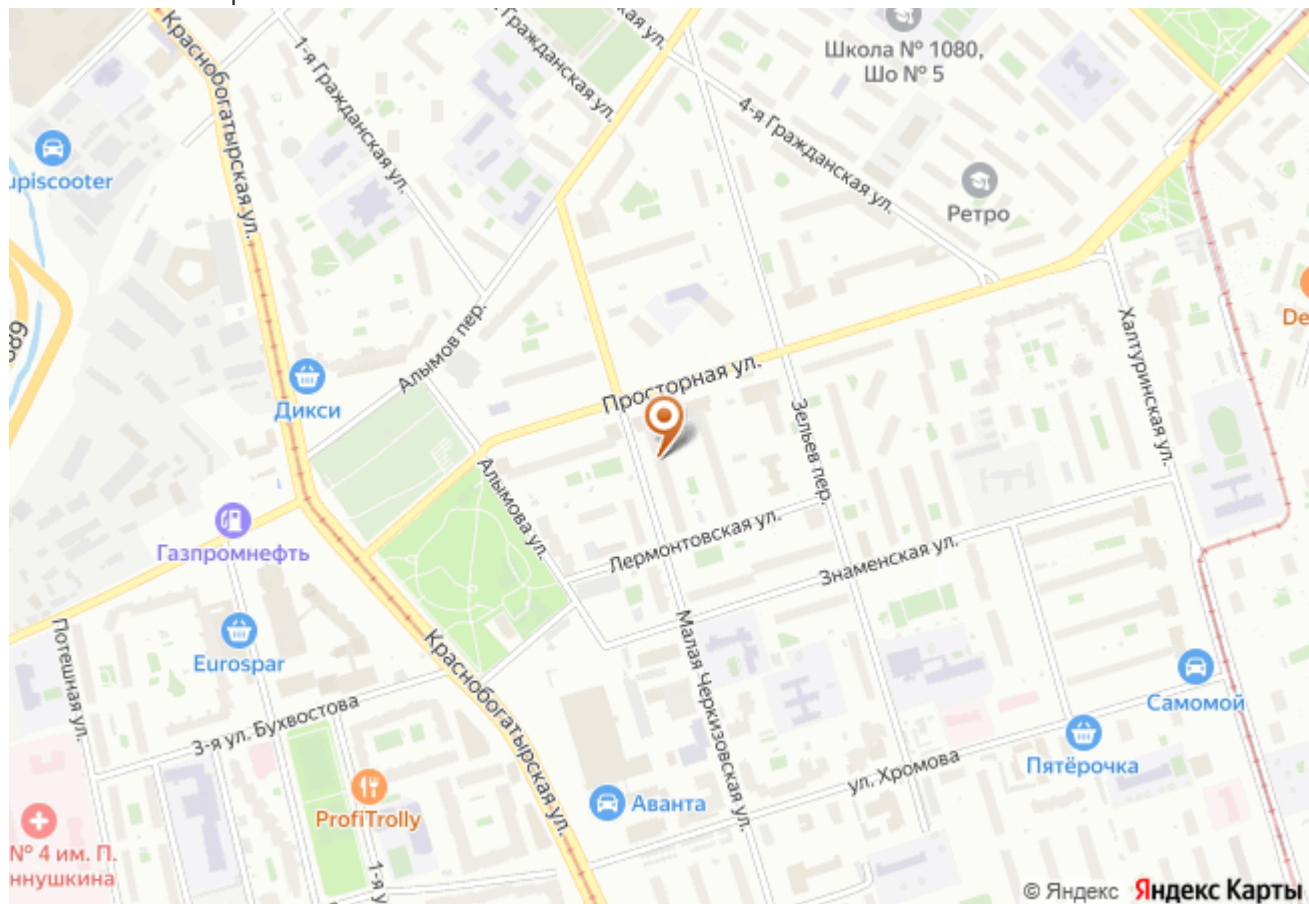 Краснобогатырская ул.
1-я Гражданская ул.
Гражданская ул.
ая ул.
Школа № 1080,
Шо № 5
4-я Гражданская ул.
Ретро
upiscooter
689
Алымов пер.
Дикси
Просторная ул.
Зельев пер.
Халтуринская ул.
De
Алымова ул.
Газпромнефть
Лермонтовская ул.
Знаменская ул.
Потешная ул.
Eurospar
Краснобогатырская ул.
Малая Черкизовская ул.
Самомой
3-я ул. Бухвостова
Пятёрочка
ул. Хромова
ProfiTrolly
Аванта
№ 4 им. П.
ннушкина
1-я у
© Яндекс Яндекс Карты